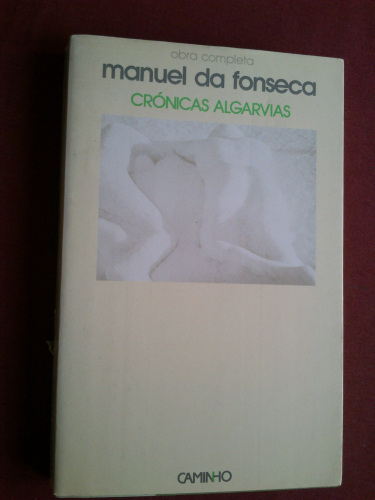 obra completa
manuel da fonseca
CRÓNICAS ALGARVIAS
CAMINHO